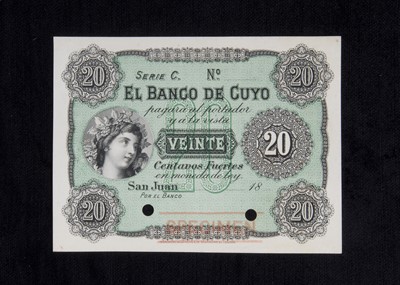 20 SERIE C. Nº 20
EL BANCO DE CUYO
pagará al portador
y á la vista
VEINTE 20
Centavos Fuertes
en moneda de ley.
San Juan 18
POR EL BANCO
20 SPECIMEN 20